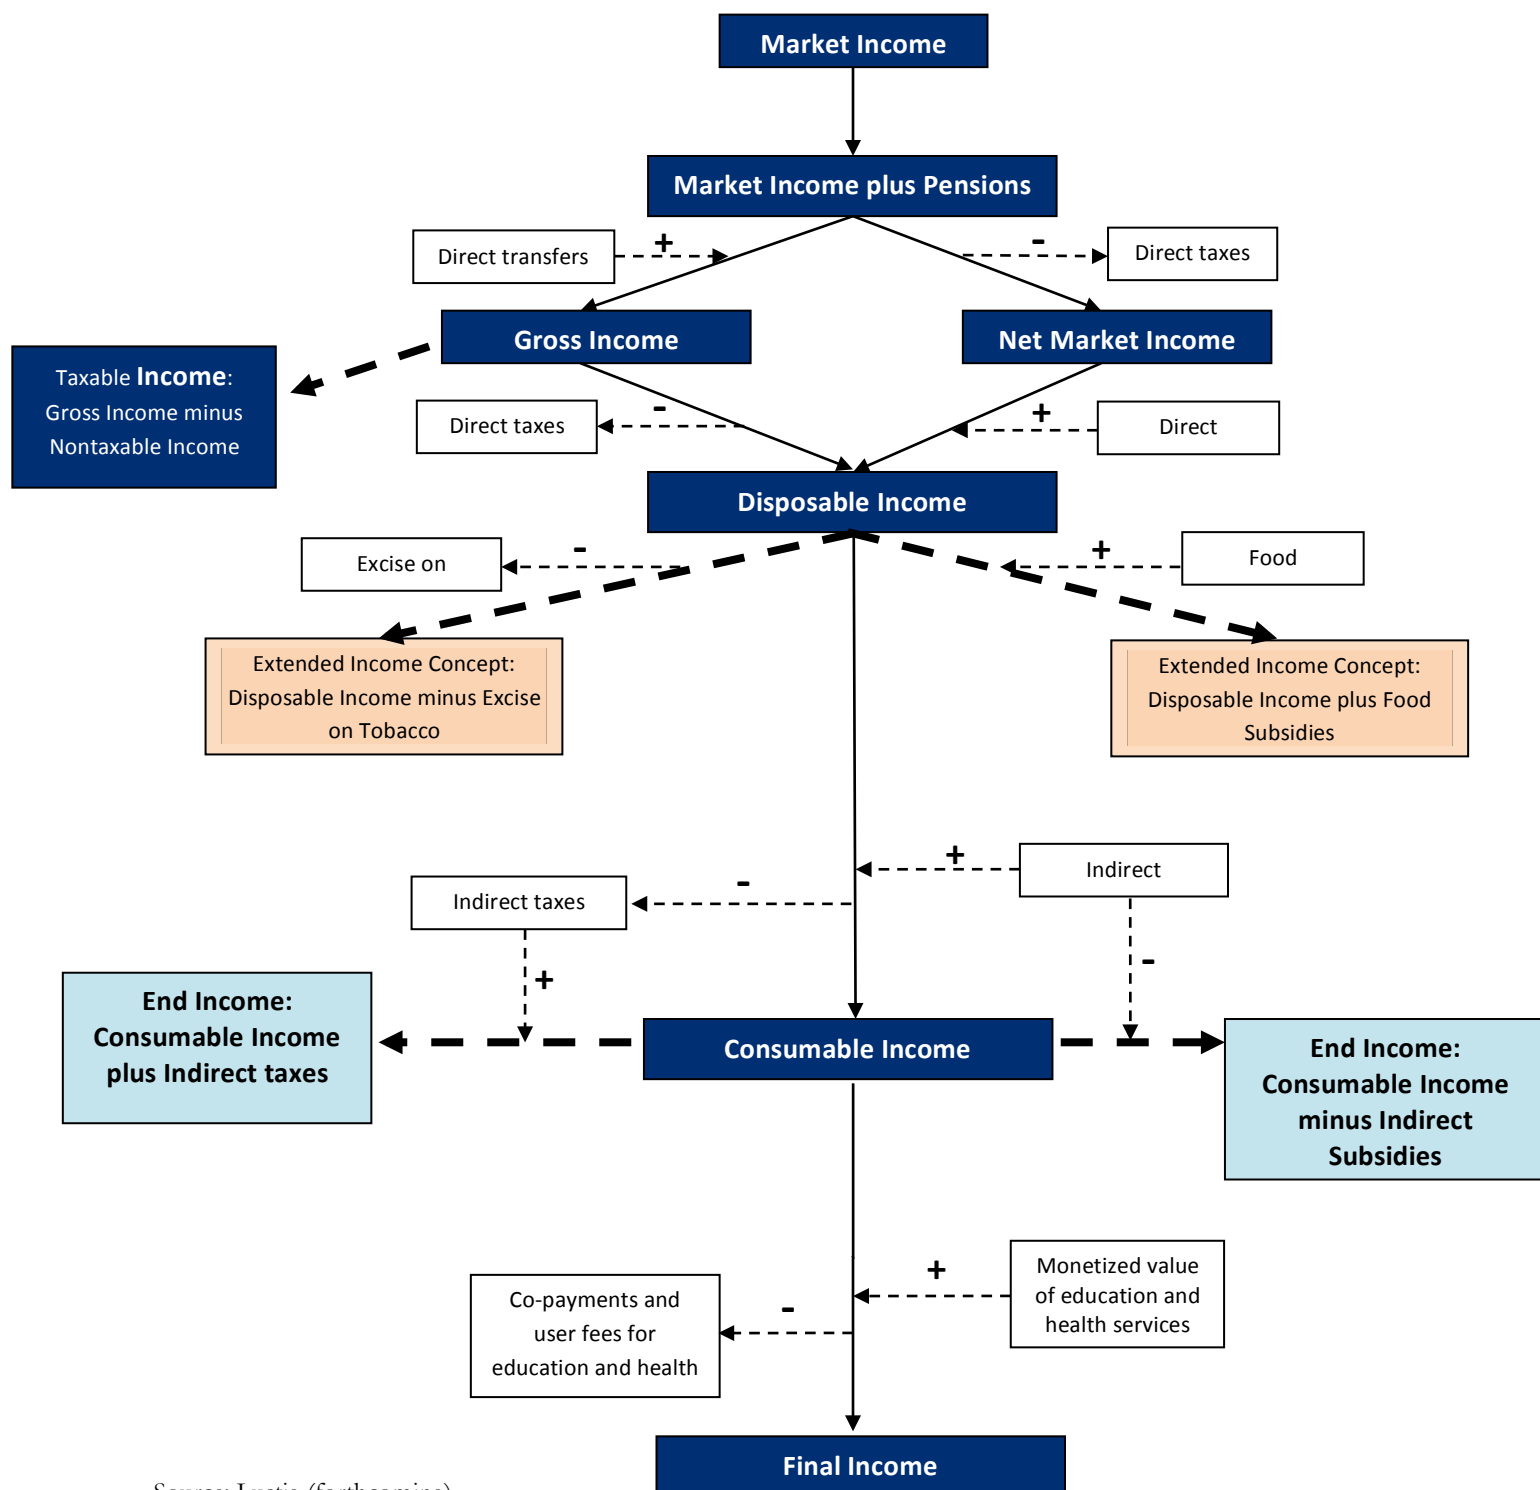 Market Income
Market Income plus Pensions
Direct transfers
+
-
Direct taxes
Gross Income
Net Market Income
Taxable Income:
Gross Income minus
Nontaxable Income
Direct taxes
-
+
Direct
Disposable Income
Excise on
-
+
Food
Extended Income Concept:
Disposable Income minus Excise
on Tobacco
Extended Income Concept:
Disposable Income plus Food
Subsidies
+
Indirect
Indirect taxes
-
+
-
End Income:
Consumable Income
plus Indirect taxes
Consumable Income
End Income:
Consumable Income
minus Indirect
Subsidies
Monetized value
of education and
health services
+
Co-payments and
user fees for
education and health
-
Final Income
Source: Lustig (forthcoming)